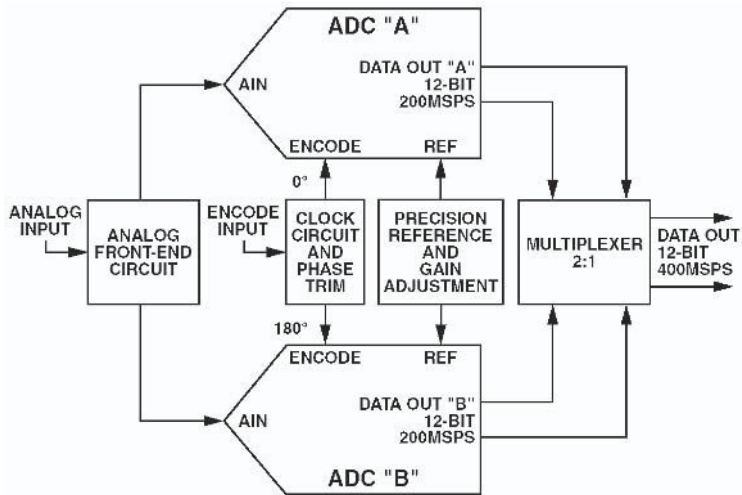 ADC "A"
AIN
DATA OUT "A"
12-BIT
200MSPS
ENCODE
REF
0°
ANALOG
INPUT
ANALOG
FRONT-END
CIRCUIT
ENCODE
INPUT
CLOCK
CIRCUIT
AND
PHASE
TRIM
PRECISION
REFERENCE
AND
GAIN
ADJUSTMENT
MULTIPLEXER
2:1
DATA OUT
12-BIT
400MSPS
180°
ENCODE
REF
AIN
DATA OUT "B"
12-BIT
200MSPS
ADC "B"